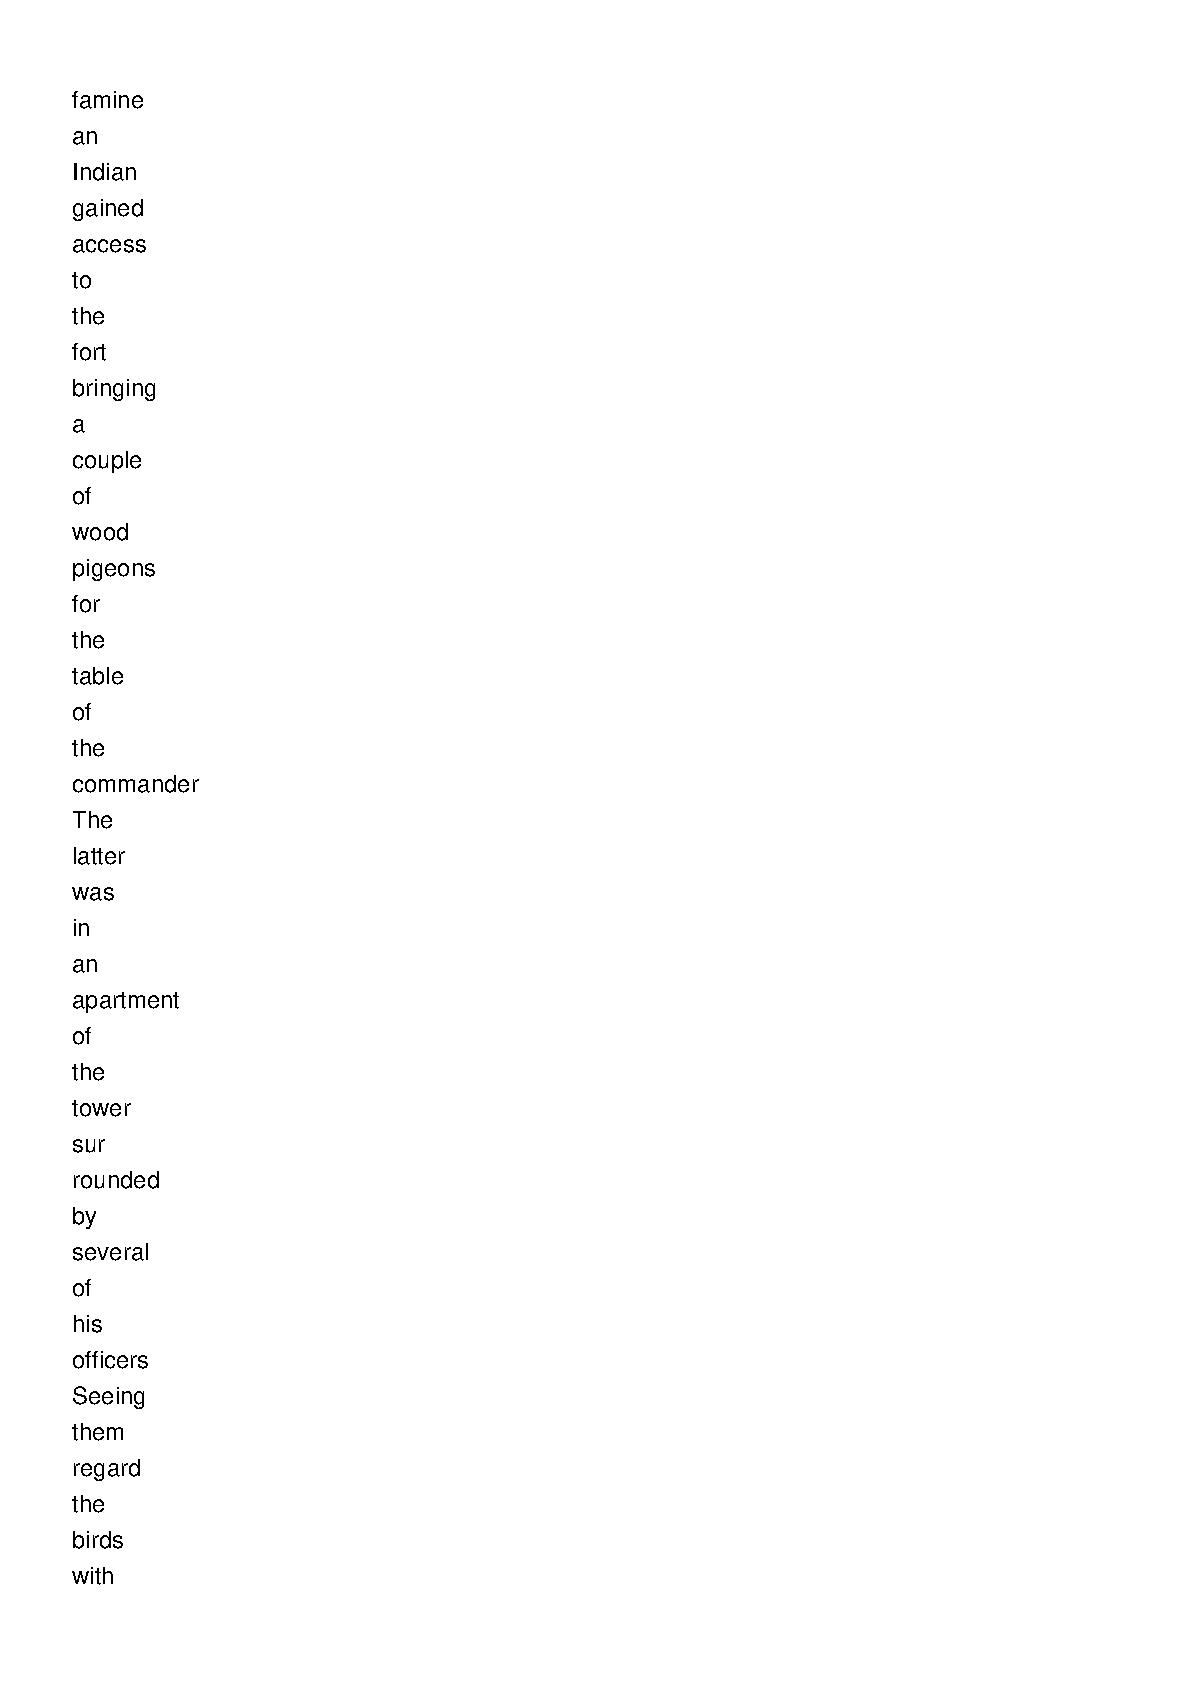 famine
an
Indian
gained
access
to
the
fort
bringing
a
couple
of
wood
pigeons
for
the
table
of
the
commander
The
latter
was
in
an
apartment
of
the
tower
sur
rounded
by
several
of
his
officers
Seeing
them
regard
the
birds
with